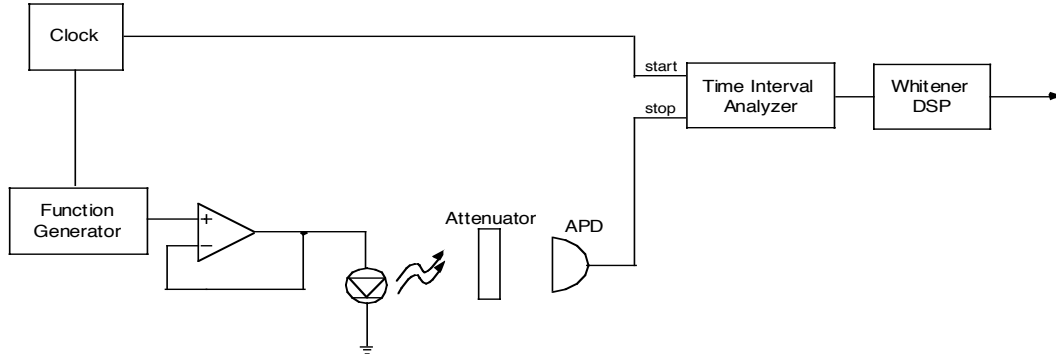 Clock
start
Time Interval
Analyzer
Whitener
DSP
stop
Function
Generator
+
−
Attenuator
APD